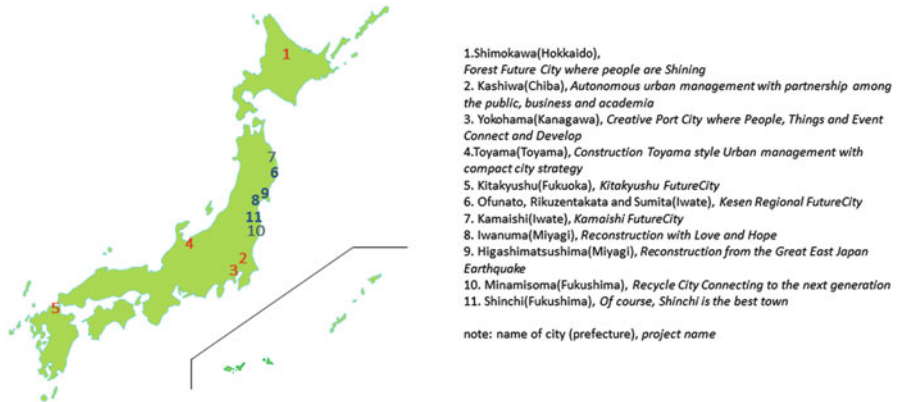 1
7
6
9
8
11
10
4
2
3
5
1.Shimokawa(Hokkaido),
Forest Future City where people are Shining
2. Kashiwa(Chiba), Autonomous urban management with partnership among
the public, business and academia
3. Yokohama(Kanagawa), Creative Port City where People, Things and Event
Connect and Develop
4.Toyama(Toyama), Construction Toyama style Urban management with
compact city strategy
5. Kitakyushu(Fukuoka), Kitakyushu FutureCity
6. Ofunato, Rikuzentakata and Sumita(Iwate), Kesen Regional FutureCity
7. Kamaishi(Iwate), Kamaishi FutureCity
8. Iwanuma(Miyagi), Reconstruction with Love and Hope
9. Higashimatsushima(Miyagi), Reconstruction from the Great East Japan
Earthquake
10. Minamisoma(Fukushima), Recycle City Connecting to the next generation
11. Shinchi(Fukushima), Of course, Shinchi is the best town
note: name of city (prefecture), project name